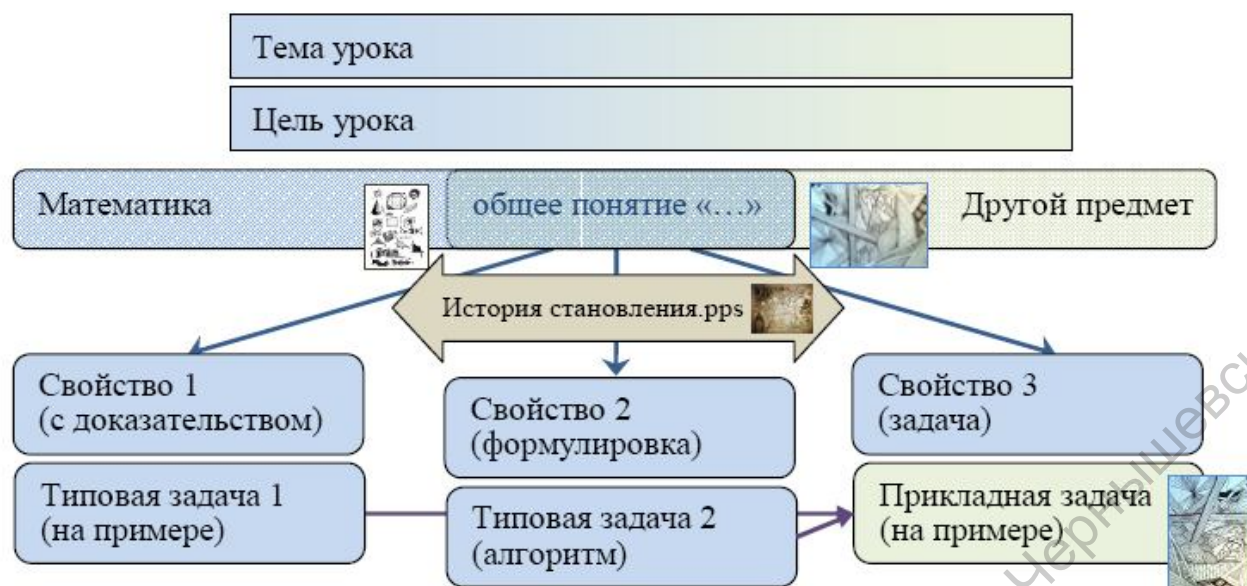 Тема урока
Цель урока
Математика
общее понятие «…»
Другой предмет
История становления.pps
Свойство 1
(с доказательством)
Свойство 2
(формулировка)
Свойство 3
(задача)
Типовая задача 1
(на примере)
Типовая задача 2
(алгоритм)
Прикладная задача
(на примере)